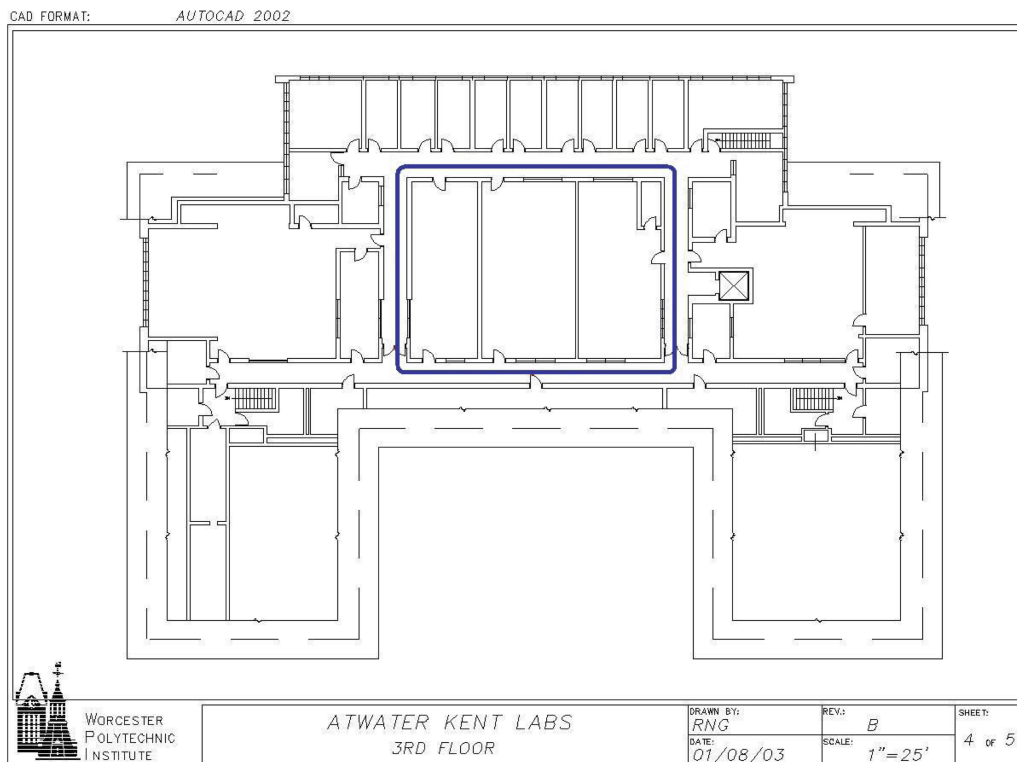 CAD FORMAT: AUTOCAD 2002
WORCESTER
POLYTECHNIC
INSTITUTE
ATWATER KENT LABS
3RD FLOOR
DRAWN BY:
RNG
DATE:
01/08/03
REV.:
B
SCALE:
1"=25'
SHEET:
4 OF 5